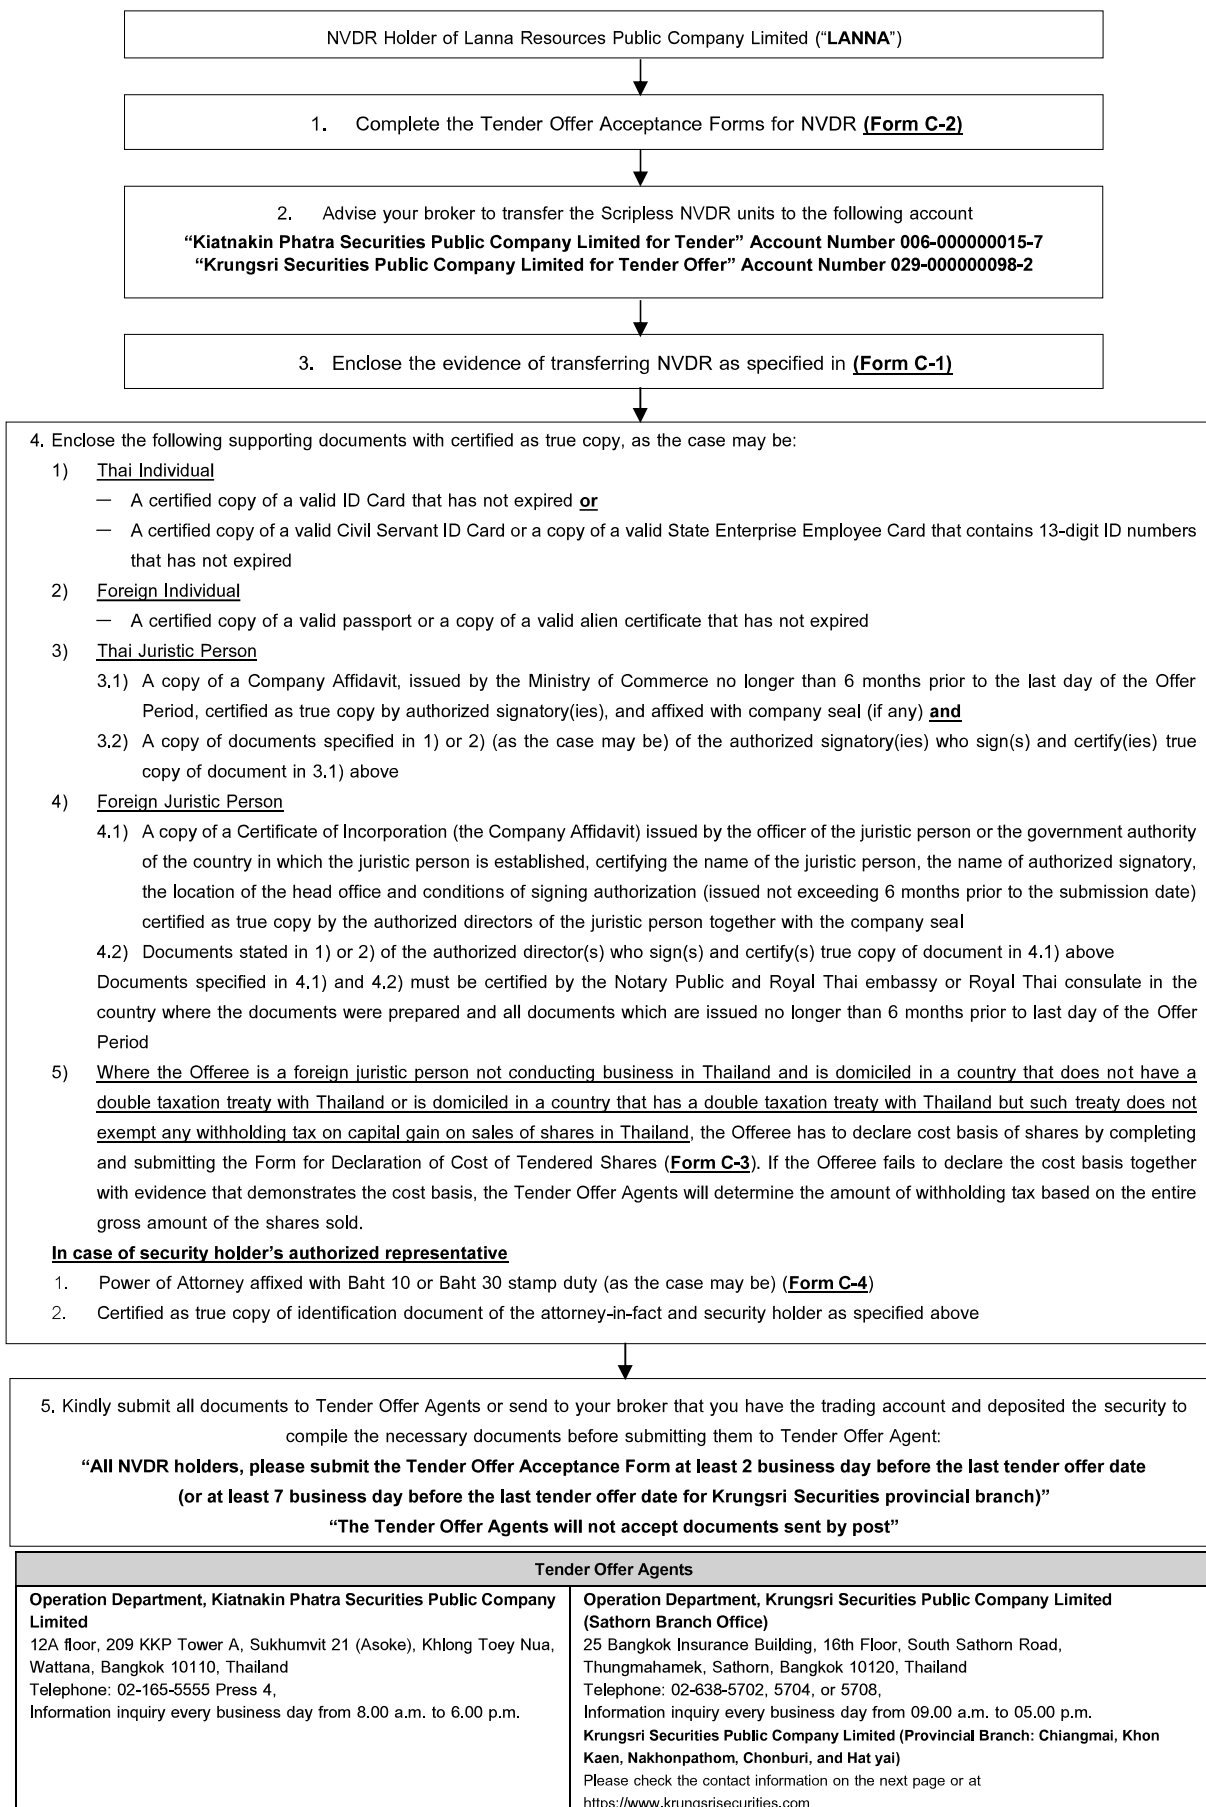 NVDR Holder of Lanna Resources Public Company Limited (“LANNA”)
1. Complete the Tender Offer Acceptance Forms for NVDR (Form C-2)
2. Advise your broker to transfer the Scripless NVDR units to the following account
“Kiatnakin Phatra Securities Public Company Limited for Tender” Account Number 006-000000015-7
“Krungsri Securities Public Company Limited for Tender Offer” Account Number 029-000000098-2
3. Enclose the evidence of transferring NVDR as specified in (Form C-1)
4. Enclose the following supporting documents with certified as true copy, as the case may be:
1) Thai Individual
— A certified copy of a valid ID Card that has not expired or
— A certified copy of a valid Civil Servant ID Card or a copy of a valid State Enterprise Employee Card that contains 13-digit ID numbers
that has not expired
2) Foreign Individual
— A certified copy of a valid passport or a copy of a valid alien certificate that has not expired
3) Thai Juristic Person
3.1) A copy of a Company Affidavit, issued by the Ministry of Commerce no longer than 6 months prior to the last day of the Offer
Period, certified as true copy by authorized signatory(ies), and affixed with company seal (if any) and
3.2) A copy of documents specified in 1) or 2) (as the case may be) of the authorized signatory(ies) who sign(s) and certify(ies) true
copy of document in 3.1) above
4) Foreign Juristic Person
4.1) A copy of a Certificate of Incorporation (the Company Affidavit) issued by the officer of the juristic person or the government authority
of the country in which the juristic person is established, certifying the name of the juristic person, the name of authorized signatory,
the location of the head office and conditions of signing authorization (issued not exceeding 6 months prior to the submission date)
certified as true copy by the authorized directors of the juristic person together with the company seal
4.2) Documents stated in 1) or 2) of the authorized director(s) who sign(s) and certify(s) true copy of document in 4.1) above
Documents specified in 4.1) and 4.2) must be certified by the Notary Public and Royal Thai embassy or Royal Thai consulate in the
country where the documents were prepared and all documents which are issued no longer than 6 months prior to last day of the Offer
Period
5) Where the Offeree is a foreign juristic person not conducting business in Thailand and is domiciled in a country that does not have a
double taxation treaty with Thailand or is domiciled in a country that has a double taxation treaty with Thailand but such treaty does not
exempt any withholding tax on capital gain on sales of shares in Thailand, the Offeree has to declare cost basis of shares by completing
and submitting the Form for Declaration of Cost of Tendered Shares (Form C-3). If the Offeree fails to declare the cost basis together
with evidence that demonstrates the cost basis, the Tender Offer Agents will determine the amount of withholding tax based on the entire
gross amount of the shares sold.
In case of security holder’s authorized representative
1. Power of Attorney affixed with Baht 10 or Baht 30 stamp duty (as the case may be) (Form C-4)
2. Certified as true copy of identification document of the attorney-in-fact and security holder as specified above
5. Kindly submit all documents to Tender Offer Agents or send to your broker that you have the trading account and deposited the security to
compile the necessary documents before submitting them to Tender Offer Agent:
“All NVDR holders, please submit the Tender Offer Acceptance Form at least 2 business day before the last tender offer date
(or at least 7 business day before the last tender offer date for Krungsri Securities provincial branch)”
“The Tender Offer Agents will not accept documents sent by post”
Tender Offer Agents
Operation Department, Kiatnakin Phatra Securities Public Company
Limited
12A floor, 209 KKP Tower A, Sukhumvit 21 (Asoke), Khlong Toey Nua,
Wattana, Bangkok 10110, Thailand
Telephone: 02-165-5555 Press 4,
Information inquiry every business day from 8.00 a.m. to 6.00 p.m.
Operation Department, Krungsri Securities Public Company Limited
(Sathorn Branch Office)
25 Bangkok Insurance Building, 16th Floor, South Sathorn Road,
Thungmahamek, Sathorn, Bangkok 10120, Thailand
Telephone: 02-638-5702, 5704, or 5708,
Information inquiry every business day from 09.00 a.m. to 05.00 p.m.
Krungsri Securities Public Company Limited (Provincial Branch: Chiangmai, Khon
Kaen, Nakhonpathom, Chonburi, and Hat yai)
Please check the contact information on the next page or at
https://www.krungsrisecurities.com